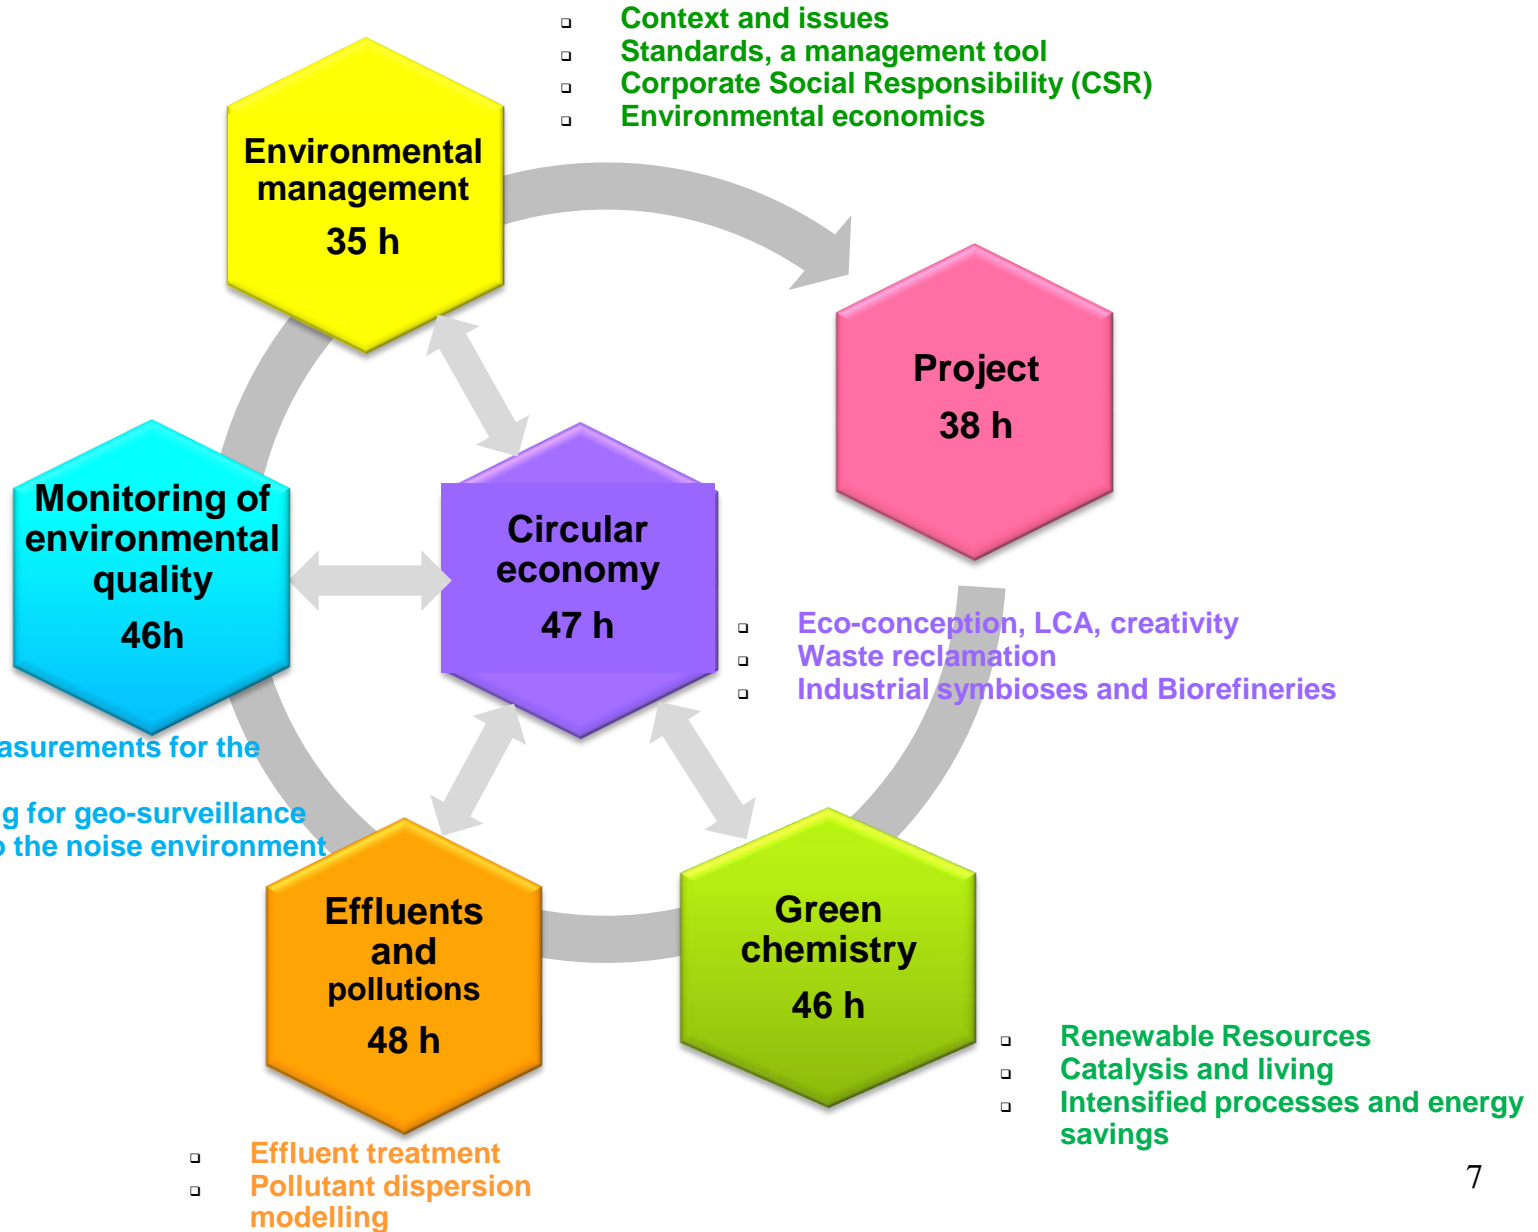 Context and issues
Standards, a management tool
Corporate Social Responsibility (CSR)
Environmental economics
Environmental
management
35 h
Project
38 h
Monitoring of
environmental
quality
46h
Circular
economy
47 h
Eco-conception, LCA, creativity
Waste reclamation
Industrial symbioses and Biorefineries
for the
for geo-surveillance
the noise environment
Effluents
and
pollutions
48 h
Green
chemistry
46 h
Renewable Resources
Catalysis and living
Intensified processes and energy
savings
Effluent treatment
Pollutant dispersion
modelling
7